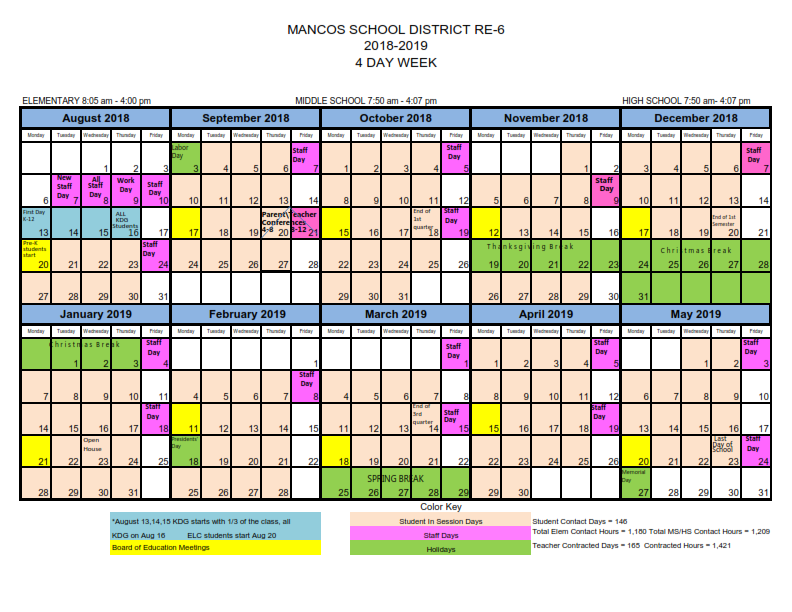 MANCOS SCHOOL DISTRICT RE-6
2018-2019
4 DAY WEEK
ELEMENTARY 8:05 am - 4:00 pm MIDDLE SCHOOL 7:50 am - 4:07 pm HIGH SCHOOL 7:50 am- 4:07 pm
August 2018 September 2018 October 2018 November 2018 December 2018
Monday Tuesday Wednesday Thursday Friday Monday Tuesday Wednesday Thursday Friday Monday Tuesday Wednesday Thursday Friday Monday Tuesday Wednesday Thursday Friday Monday Tuesday Wednesday Thursday Friday
Labor Day Staff Day Staff Day Staff Day
1 2 3 3 4 5 6 7 1 2 3 4 5 1 2 3 4 5 6 7
New Staff Day All Staff Day Work Day Staff Day Staff Day
6 7 8 9 10 10 11 12 13 14 8 9 10 11 12 5 6 7 8 9 10 11 12 13 14
First Day K-12 ALL KDG Students Parent\Teacher Conferences 4-8 3-12 End of 1st quarter Staff Day End of 1st Semester
13 14 15 16 17 17 18 19 20 21 15 16 17 18 19 12 13 14 15 16 17 18 19 20 21
Pre-K students start Staff Day Thanksgiving Break Christmas Break
20 21 22 23 24 24 25 26 27 28 22 23 24 25 26 19 20 21 22 23 24 25 26 27 28
27 28 29 30 31 29 30 31 26 27 28 29 30 31
January 2019 February 2019 March 2019 April 2019 May 2019
Monday Tuesday Wednesday Thursday Friday Monday Tuesday Wednesday Thursday Friday Monday Tuesday Wednesday Thursday Friday Monday Tuesday Wednesday Thursday Friday Monday Tuesday Wednesday Thursday Friday
Christmas Break Staff Day Staff Day Staff Day Staff Day
1 2 3 4 1 1 1 2 3 4 5 1 2 3
Staff Day
7 8 9 10 11 4 5 6 7 8 4 5 6 7 8 8 9 10 11 12 6 7 8 9 10
Staff Day End of 3rd quarter Staff Day Staff Day
14 15 16 17 18 11 12 13 14 15 11 12 13 14 15 15 16 17 18 19 13 14 15 16 17
Open House Presidents' Day Last Day of School Staff Day
21 22 23 24 25 18 19 20 21 22 18 19 20 21 22 22 23 24 25 26 20 21 22 23 24
SPRING BREAK Memorial Day
28 29 30 31 25 26 27 28 25 26 27 28 29 29 30 27 28 29 30 31
Color Key
*August 13,14,15 KDG starts with 1/3 of the class, all Student In Session Days Student Contact Days = 146
KDG on Aug 16 ELC students start Aug 20 Staff Days Total Elem Contact Hours = 1,180 Total MS/HS Contact Hours = 1,209
Board of Education Meetings Holidays Teacher Contracted Days = 165 Contracted Hours = 1,421